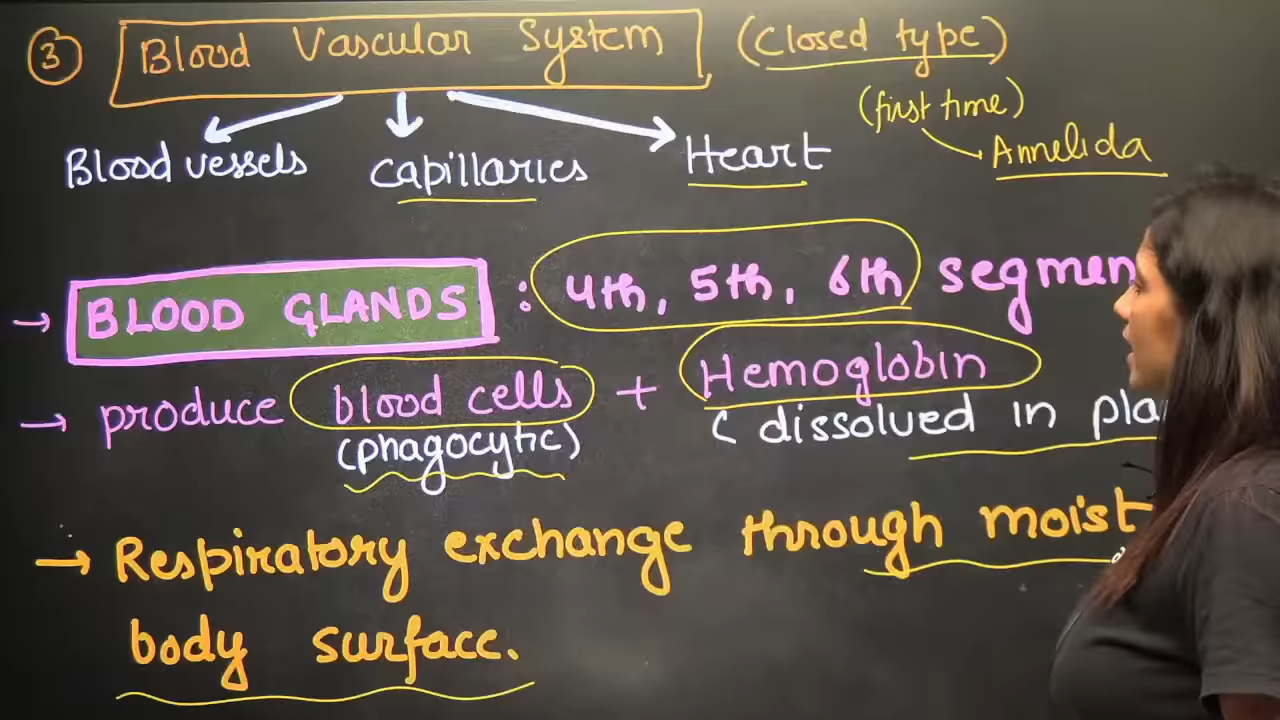 ③ Blood Vascular System (closed type)
(first time)
Annelida
Blood vessels capillaries Heart
→ BLOOD GLANDS : 4th, 5th, 6th segmen
→ produce blood cells + Hemoglobin
(phagocytic) ( dissolved in pla
→ Respiratory exchange through moist
body surface.